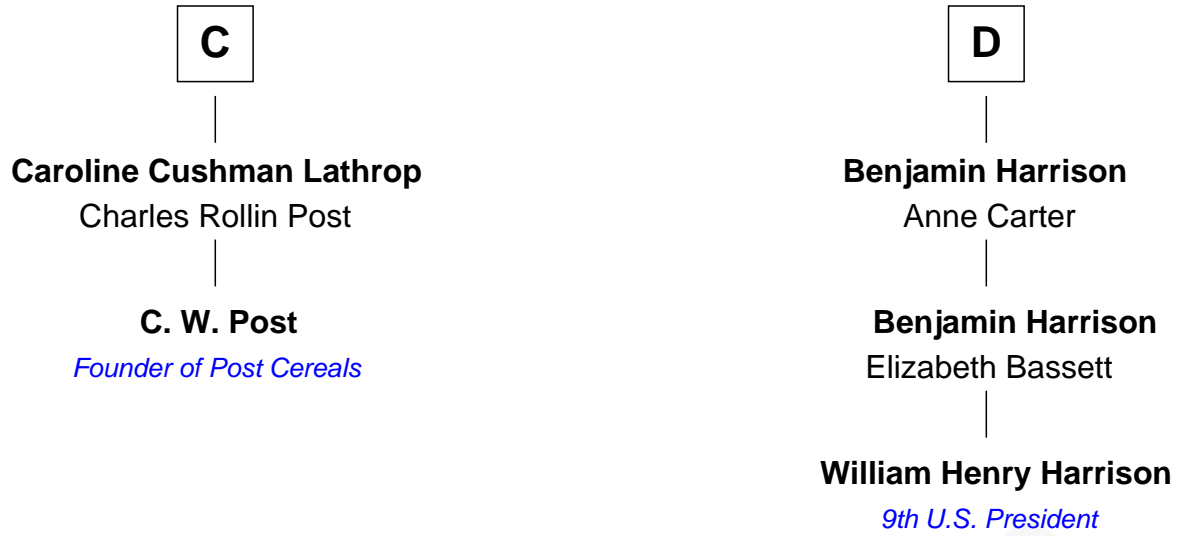 C
Caroline Cushman Lathrop
Charles Rollin Post
C. W. Post
Founder of Post Cereals
D
Benjamin Harrison
Anne Carter
Benjamin Harrison
Elizabeth Bassett
William Henry Harrison
9th U.S. President